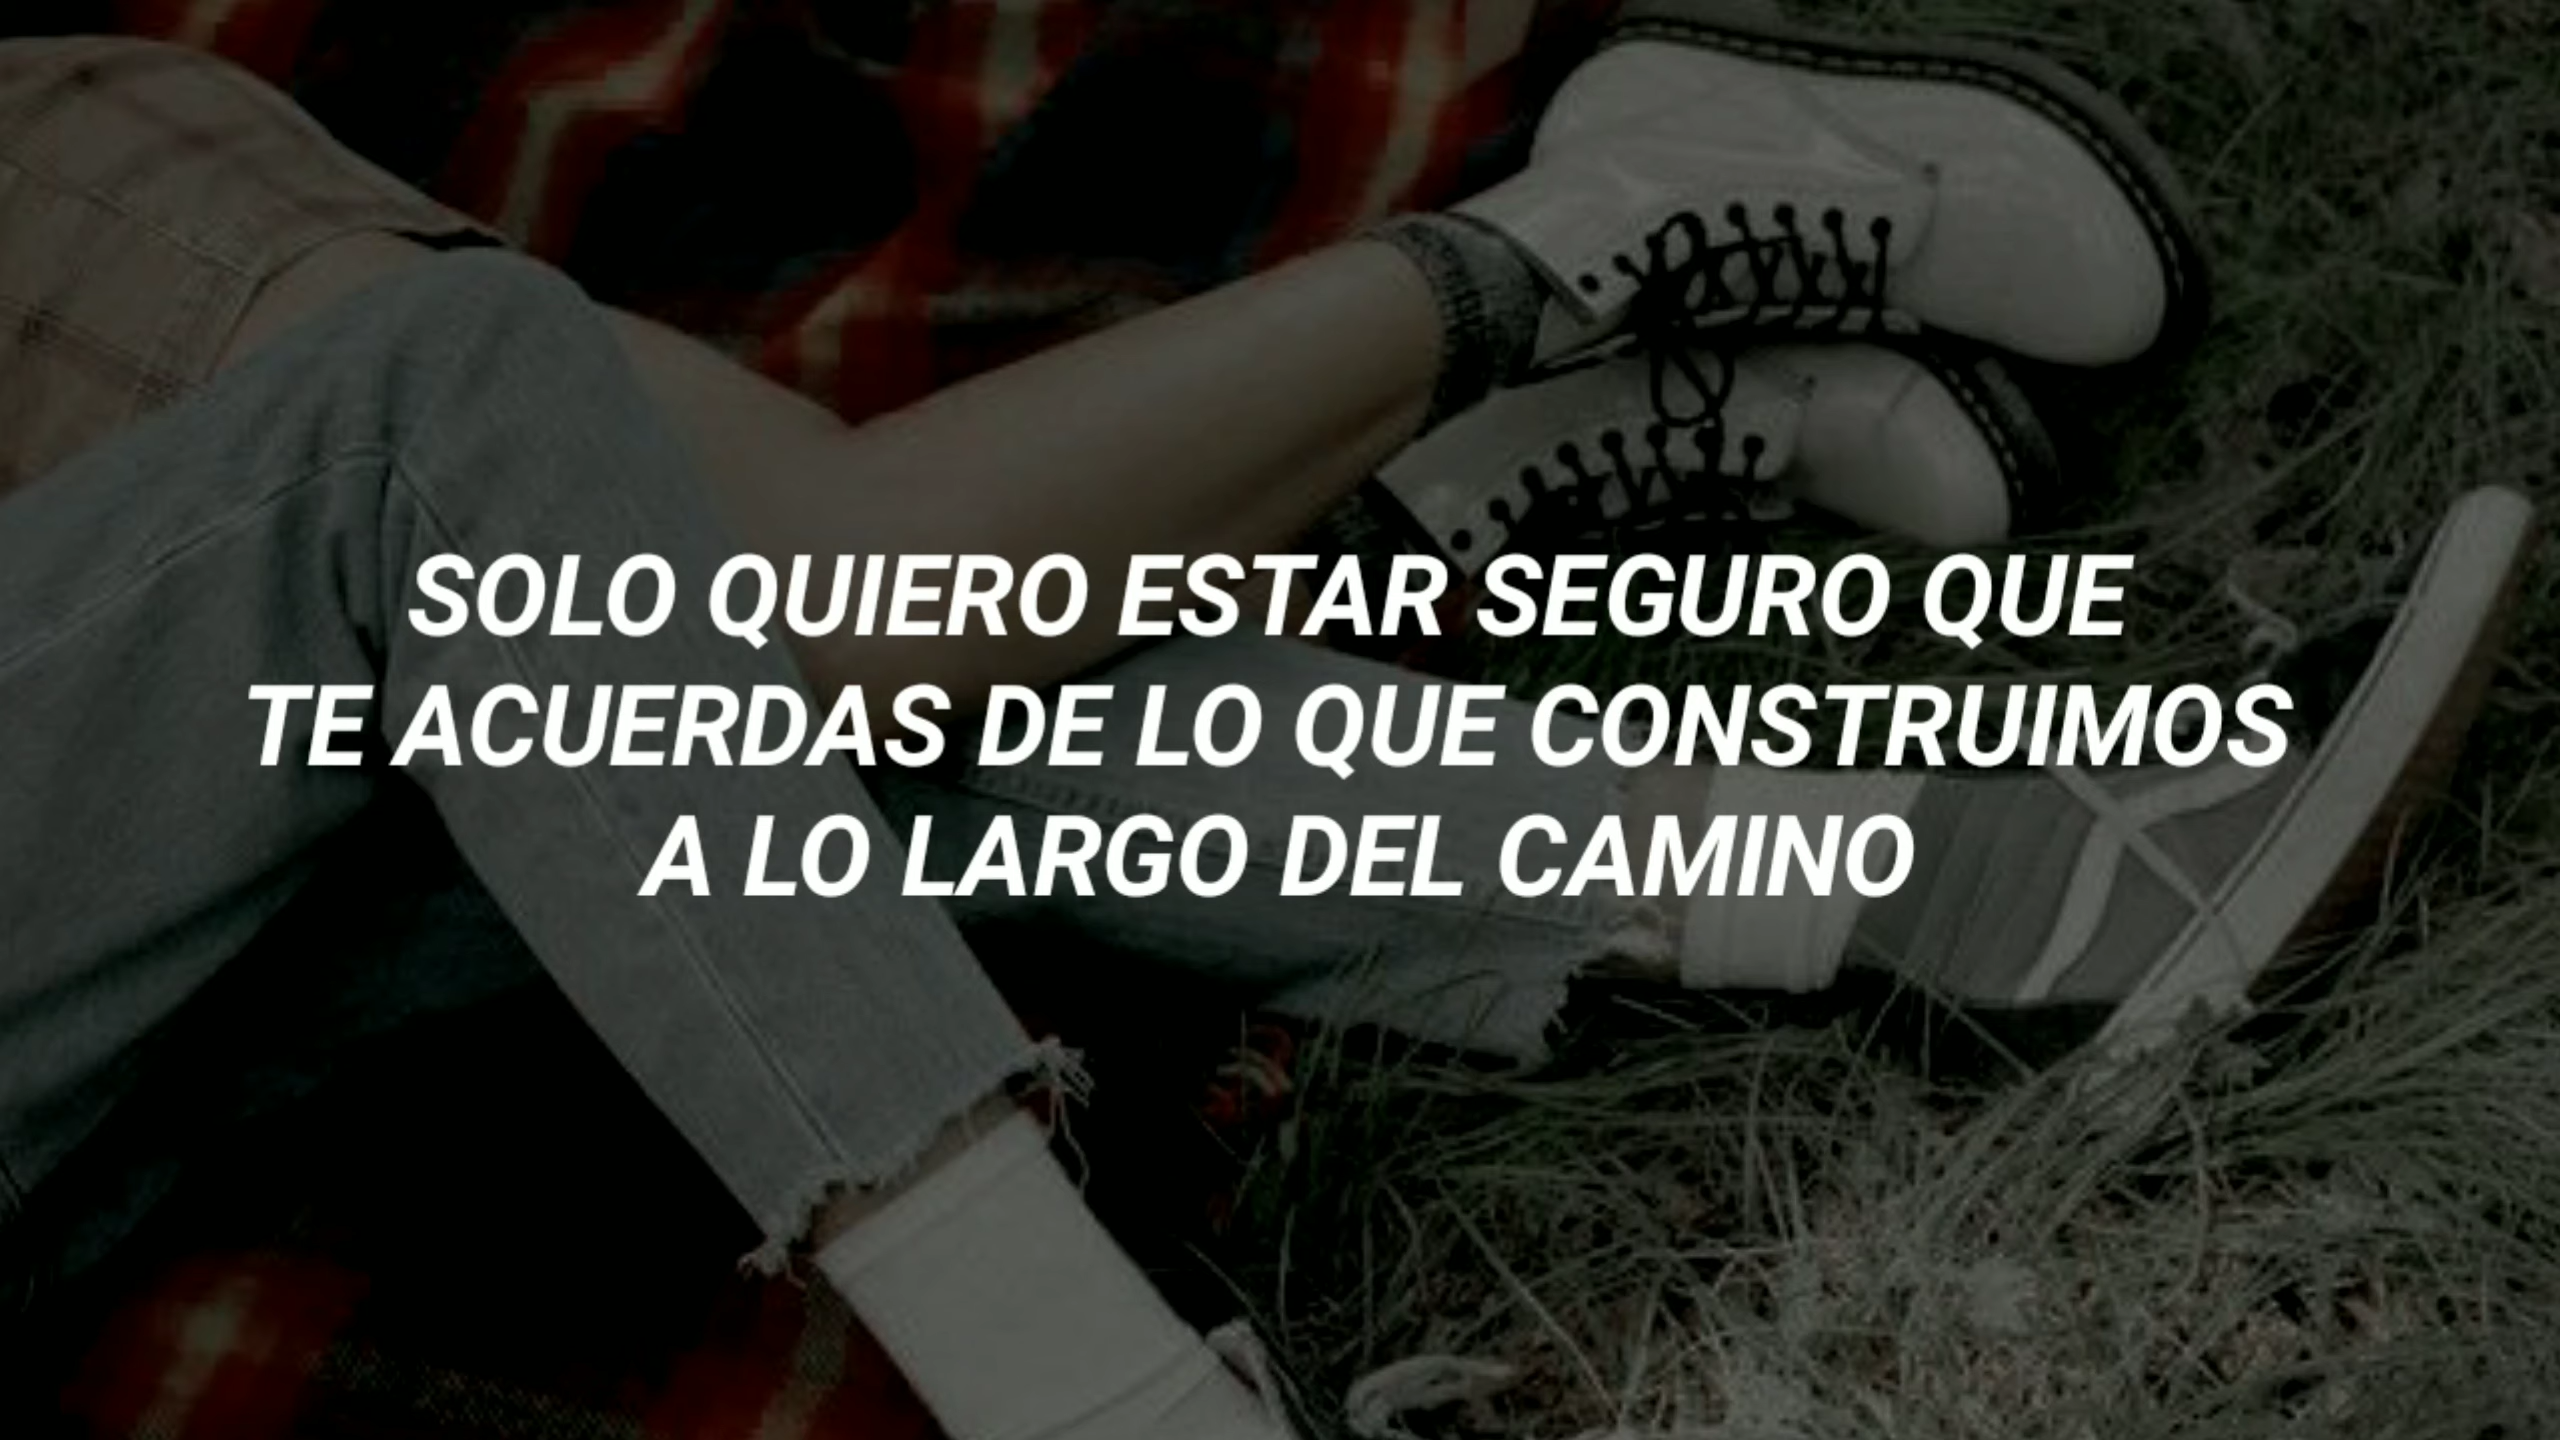 SOLO QUIERO ESTAR SEGURO QUE
TE ACUERDAS DE LO QUE CONSTRUIMOS
A LO LARGO DEL CAMINO